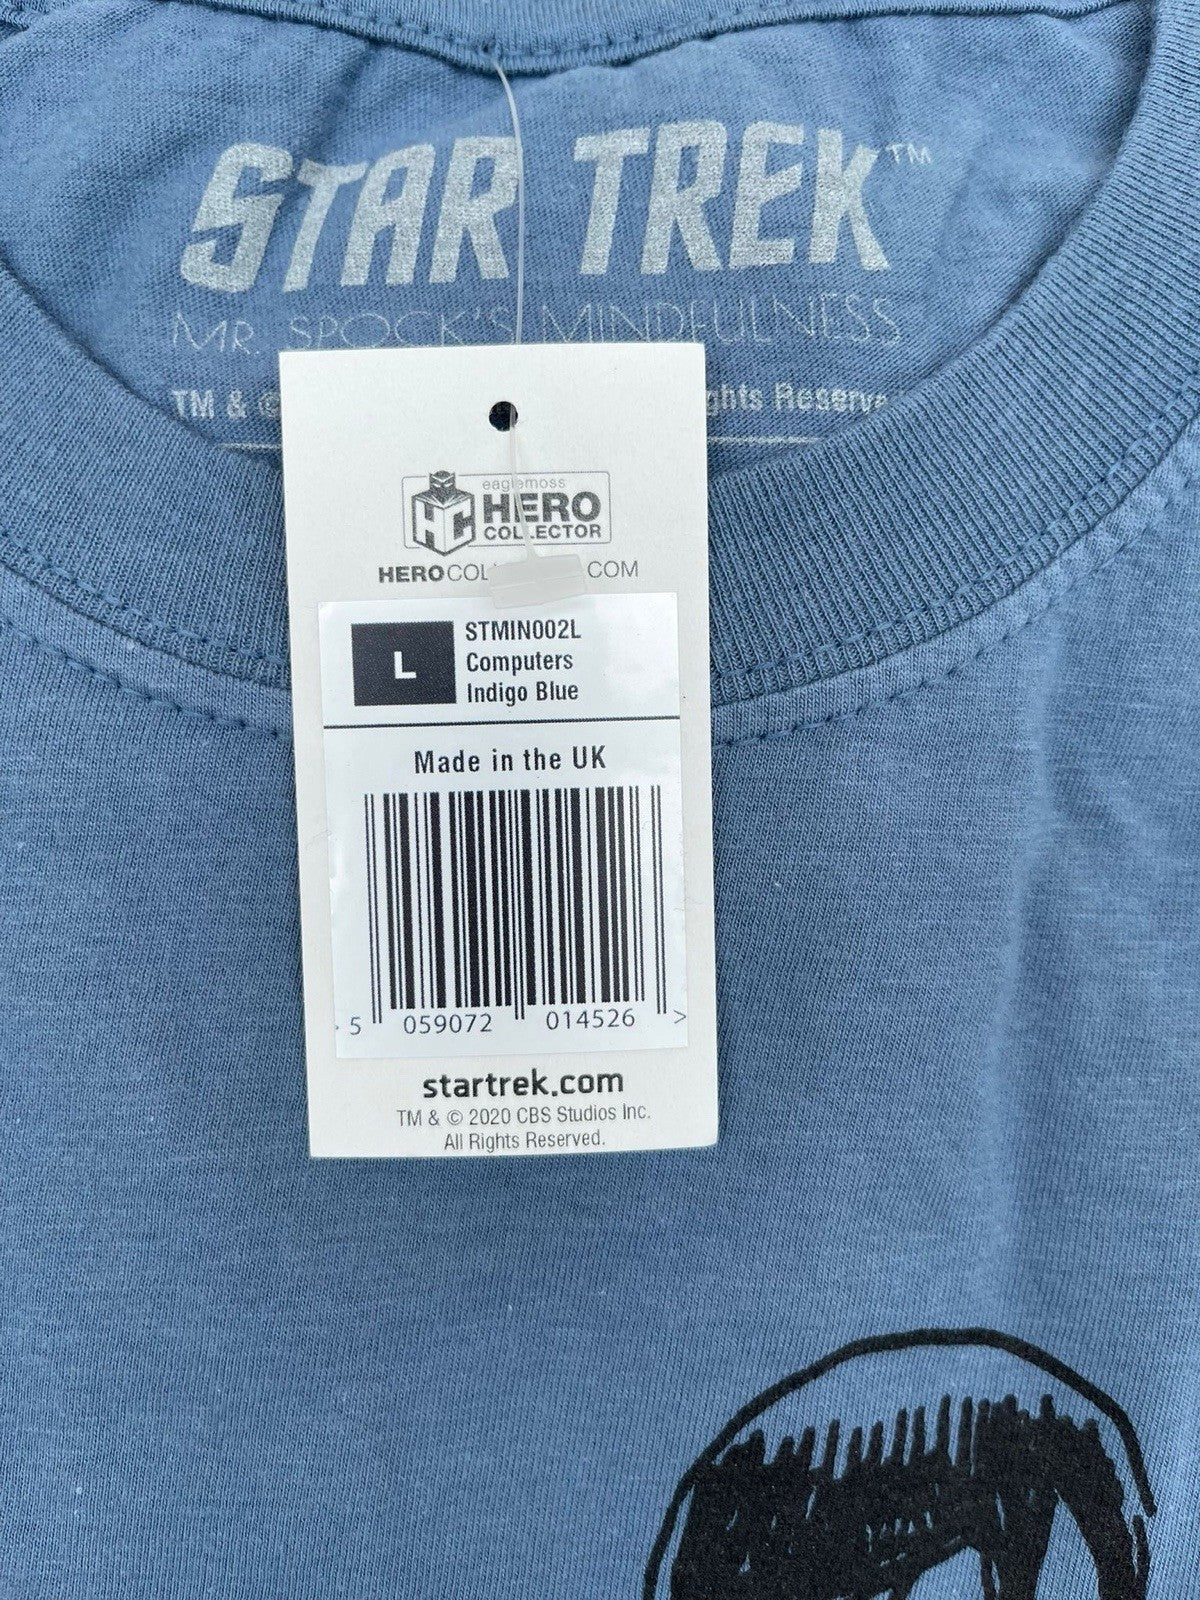 STAR TREK™
MR. SPOCK'S MINDFULNESS
TM & ©
ghts Reserve
eaglemoss
HC HERO
COLLECTOR
HEROCOL COM
L
STMIN002L
Computers
Indigo Blue
Made in the UK
5 059072 014526 >
startrek.com
TM & © 2020 CBS Studios Inc.
All Rights Reserved.